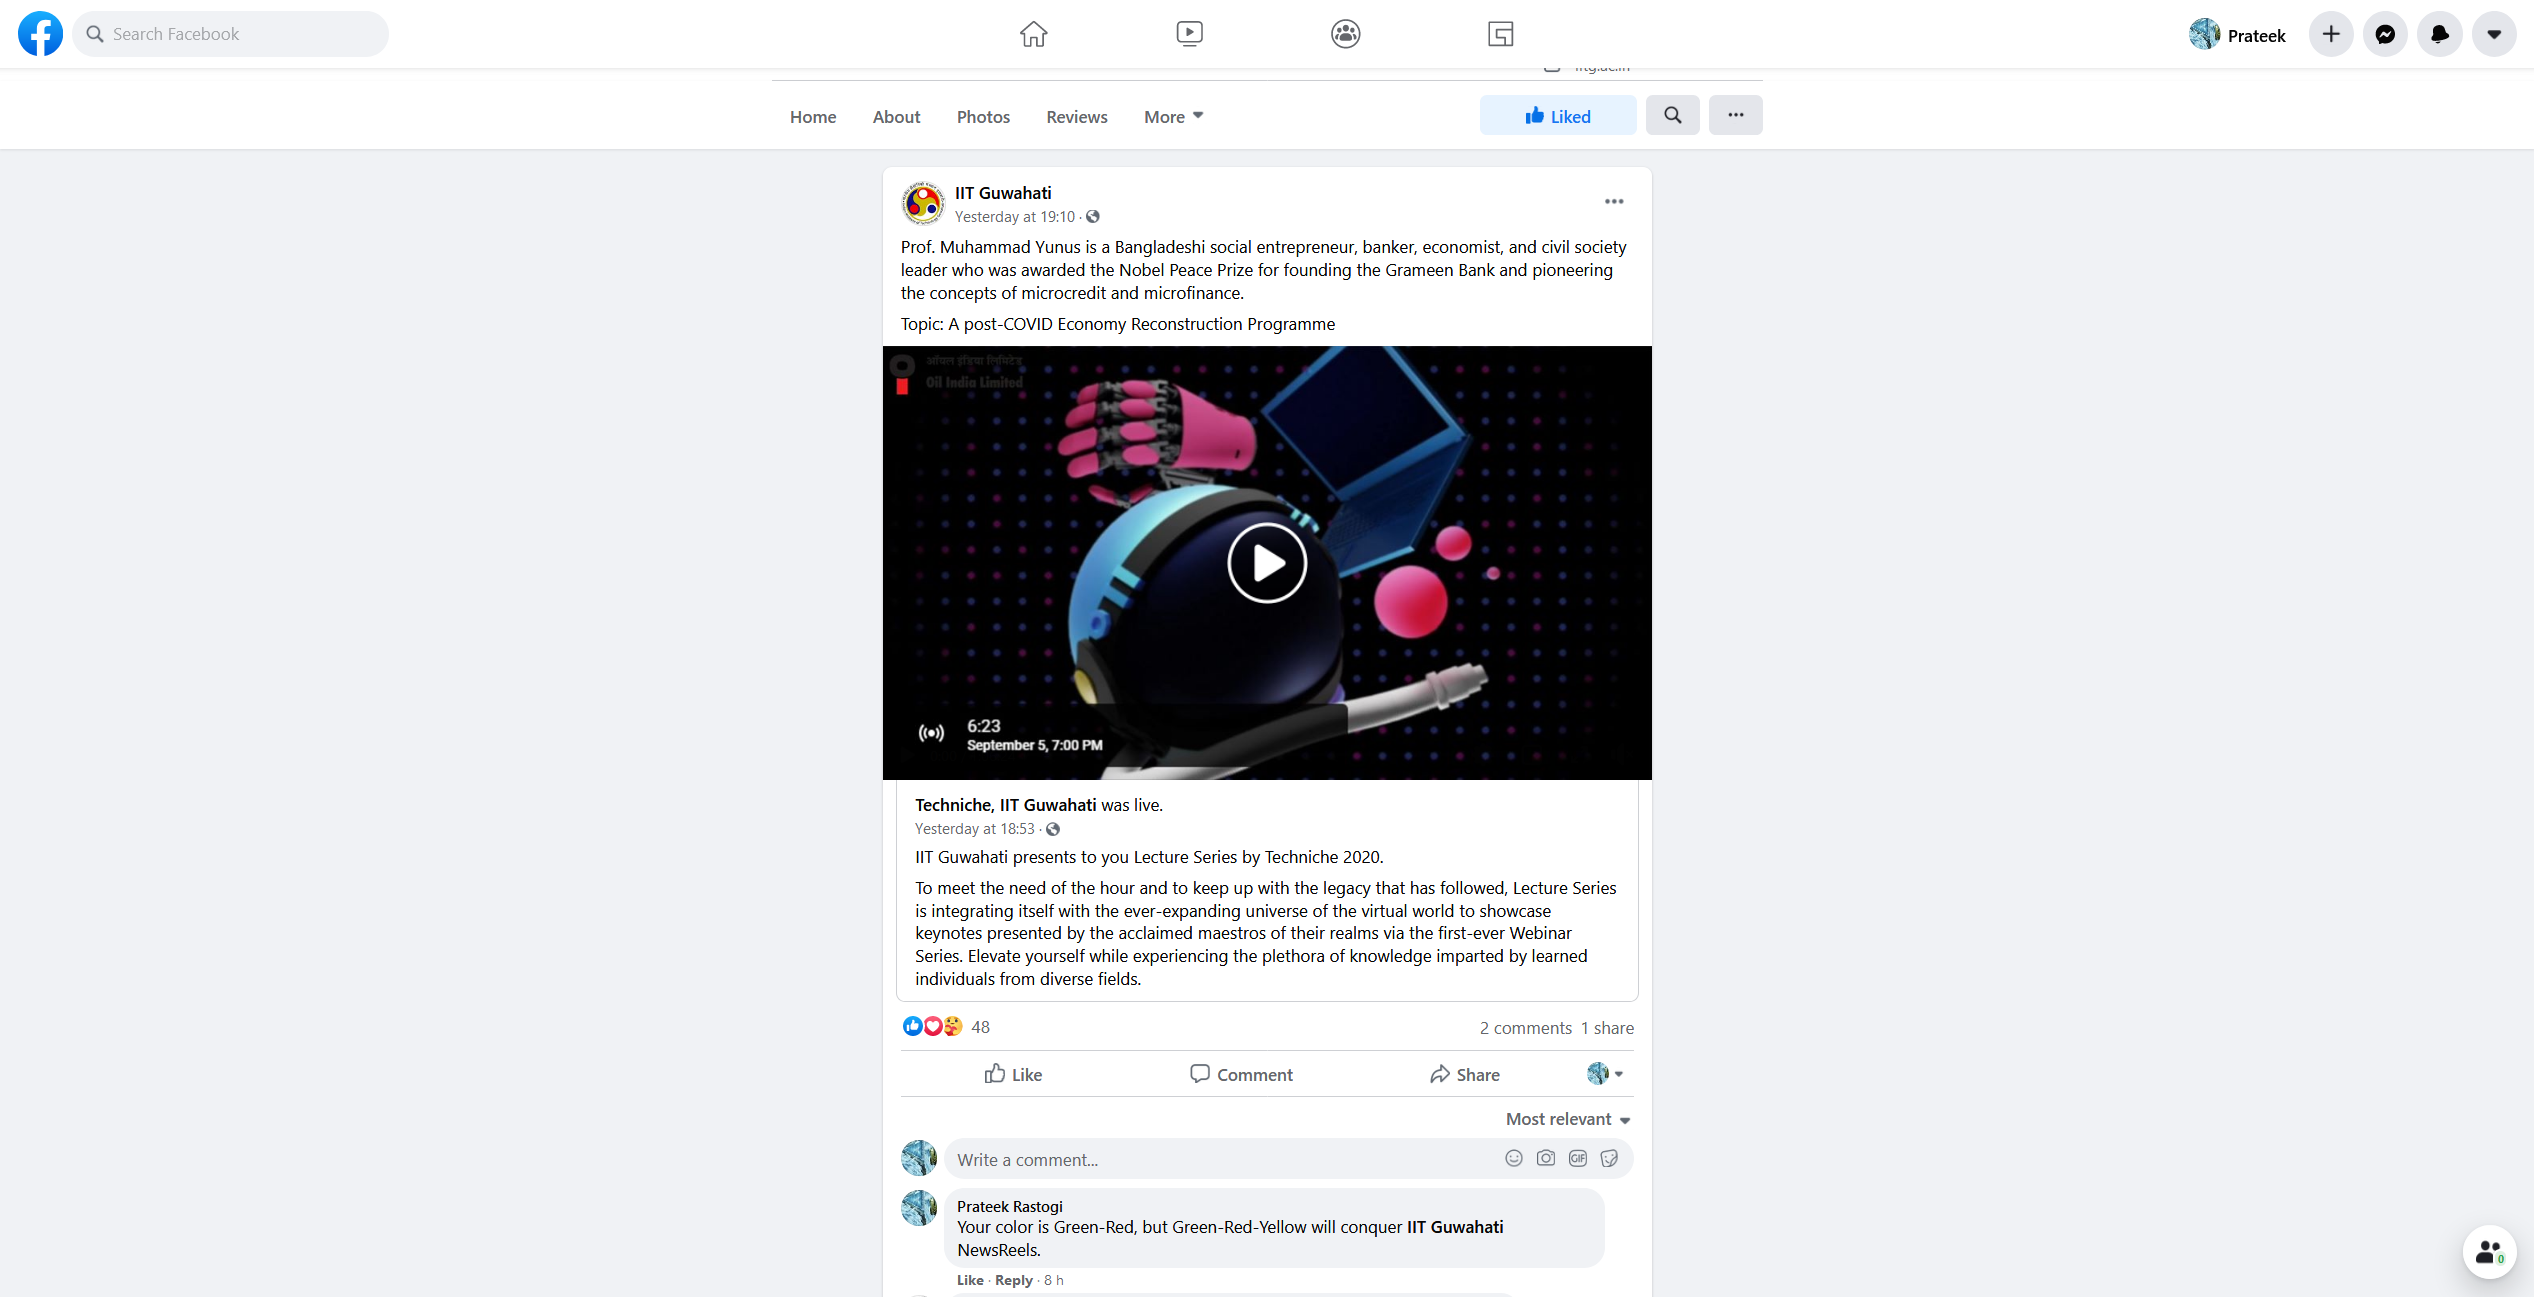 Search Facebook
Prateek
iitg.ac.in
Home
About
Photos
Reviews
More
Liked
IIT Guwahati
Yesterday at 19:10 ·
Prof. Muhammad Yunus is a Bangladeshi social entrepreneur, banker, economist, and civil society
leader who was awarded the Nobel Peace Prize for founding the Grameen Bank and pioneering
the concepts of microcredit and microfinance.
Topic: A post-COVID Economy Reconstruction Programme
ऑयल इंडिया लिमिटेड
Oil India Limited
6:23
September 5, 7:00 PM
Techniche, IIT Guwahati was live.
Yesterday at 18:53 ·
IIT Guwahati presents to you Lecture Series by Techniche 2020.
To meet the need of the hour and to keep up with the legacy that has followed, Lecture Series
is integrating itself with the ever-expanding universe of the virtual world to showcase
keynotes presented by the acclaimed maestros of their realms via the first-ever Webinar
Series. Elevate yourself while experiencing the plethora of knowledge imparted by learned
individuals from diverse fields.
48
2 comments 1 share
Like
Comment
Share
Most relevant
Write a comment...
GIF
Prateek Rastogi
Your color is Green-Red, but Green-Red-Yellow will conquer IIT Guwahati
NewsReels.
Like · Reply · 8 h
0